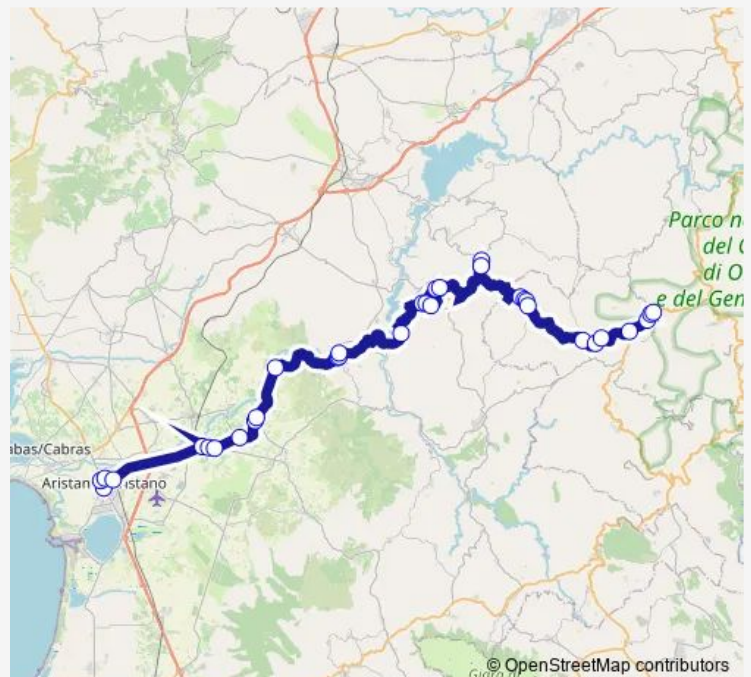 Parco n
del G
di O
e del Gen
abas/Cabras
Aristan
istano
© OpenStreetMap contributors